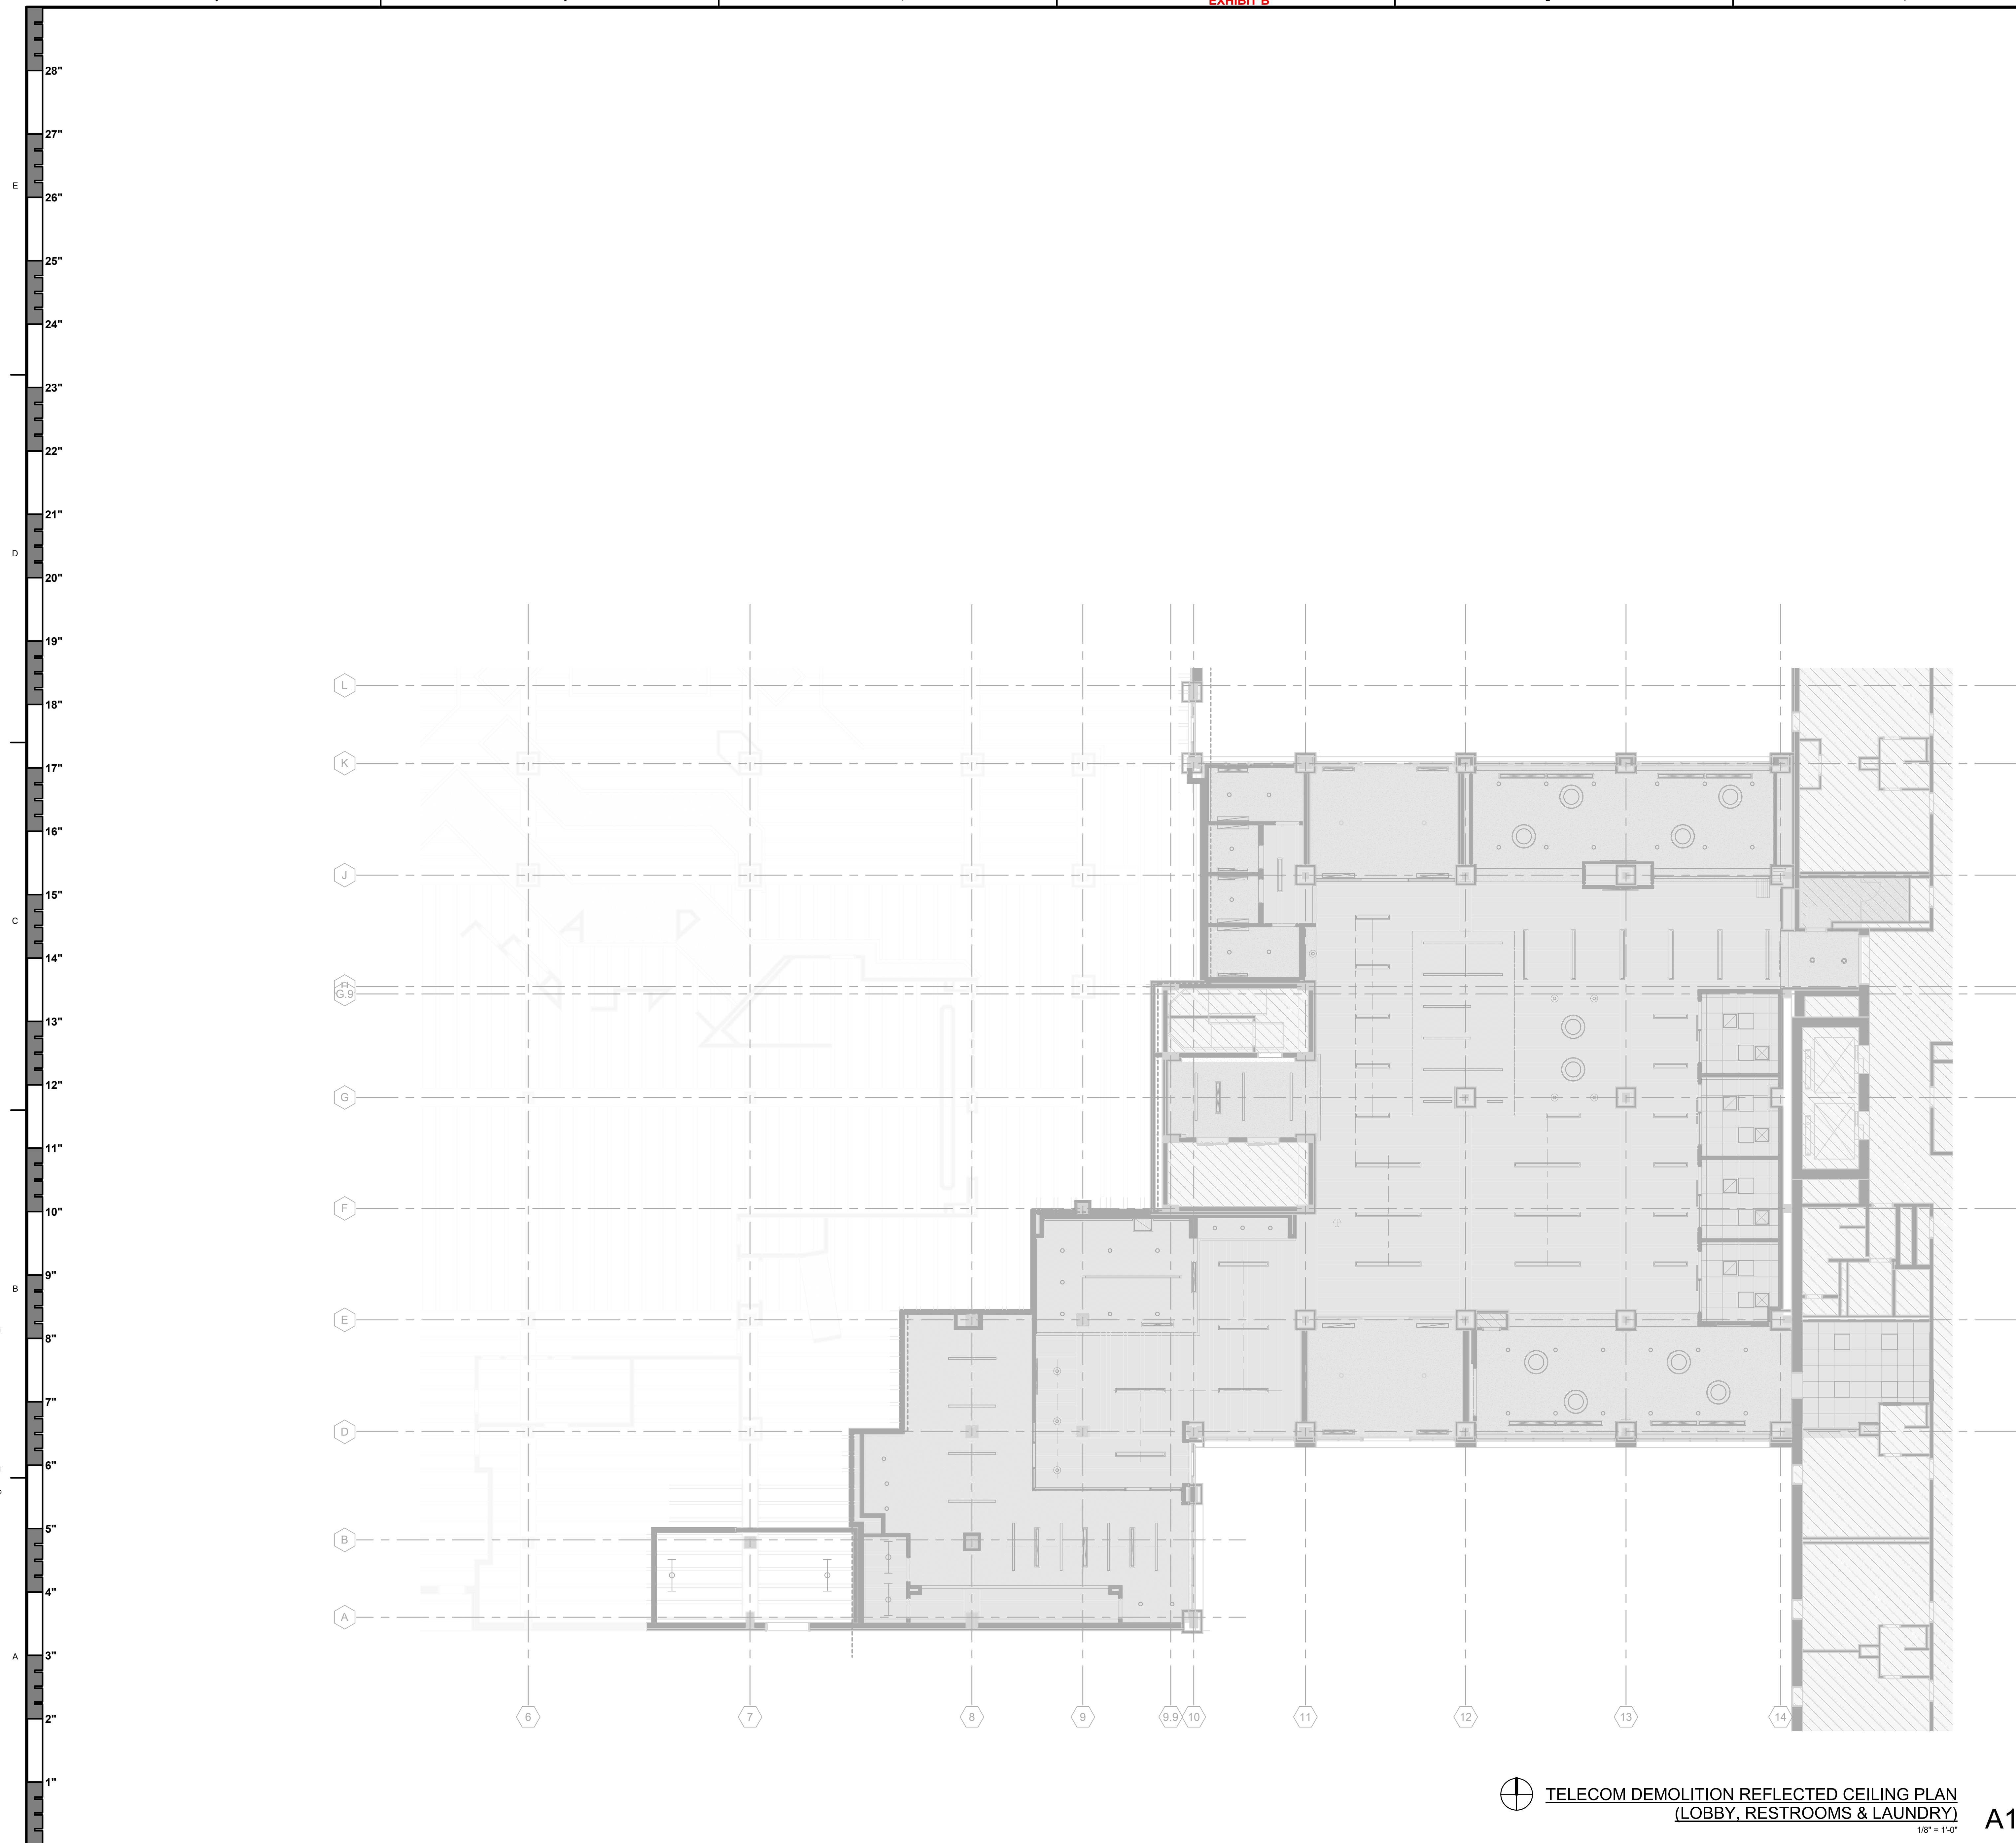 EXHIBIT B
28"
27"
E
26"
25"
24"
23"
22"
21"
D
20"
19"
L
18"
K
17"
16"
J
15"
C
14"
G.9
13"
12"
G
11"
F
10"
B
9"
E
8"
7"
D
6"
5"
B
4"
A
3"
A
2"
6
7
8
9
9.9
10
11
12
13
14
1"
TELECOM DEMOLITION REFLECTED CEILING PLAN
(LOBBY, RESTROOMS & LAUNDRY)
A1
1/8" = 1'-0"